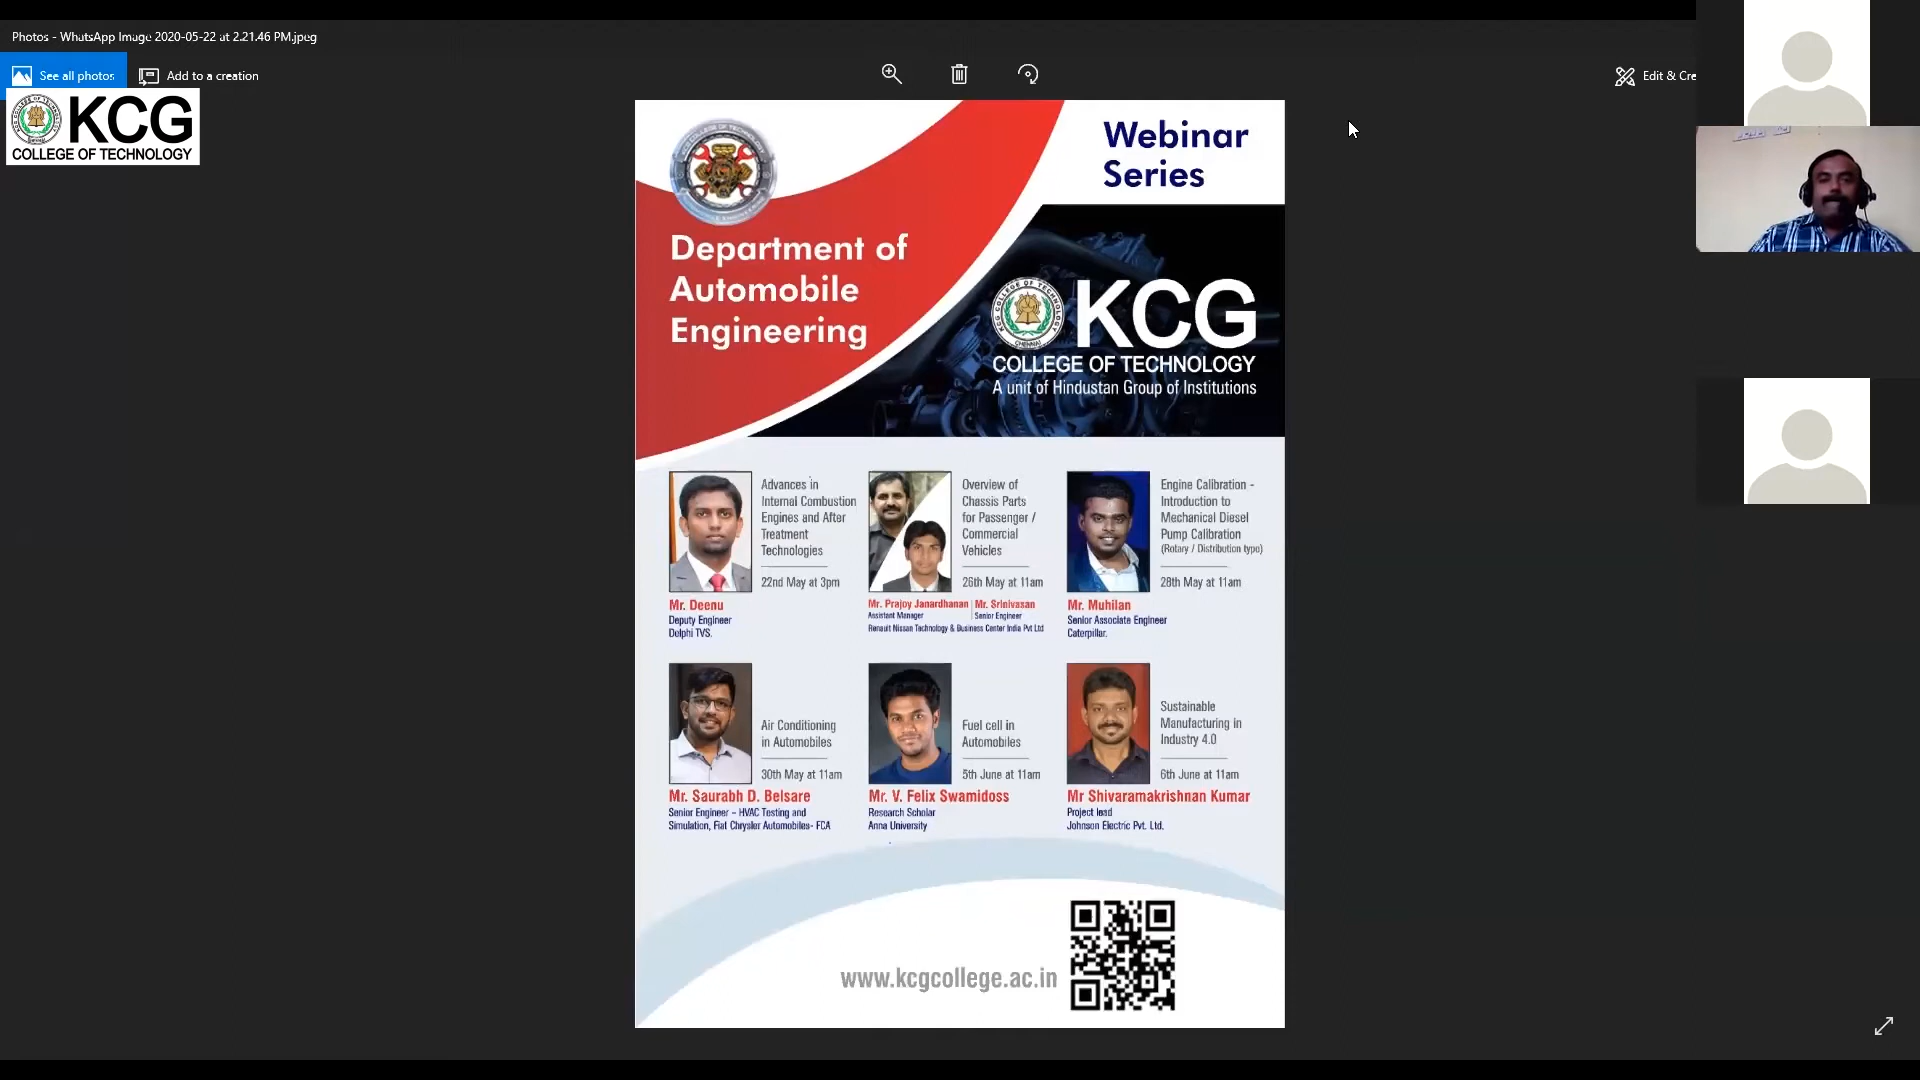 Photos - WhatsApp Image 2020-05-22 at 2.21.46 PM.jpeg
See all photos
Add to a creation
Edit & Cre
KCG
COLLEGE OF TECHNOLOGY
Webinar
Series
Department of
Automobile
Engineering
KCG COLLEGE OF TECHNOLOGY
CHENNAI
KCG
COLLEGE OF TECHNOLOGY
A unit of Hindustan Group of Institutions
Advances in
Internal Combustion
Engines and After
Treatment
Technologies
22nd May at 3pm
Mr. Deenu
Deputy Engineer
Delphi TVS.
Overview of
Chassis Parts
for Passenger /
Commercial
Vehicles
26th May at 11am
Mr. Prajoy Janardhanan | Mr. Srinivasan
Assistant Manager
Senior Engineer
Renault Nissan Technology & Business Center India Pvt Ltd
Engine Calibration -
Introduction to
Mechanical Diesel
Pump Calibration
(Rotary / Distribution type)
28th May at 11am
Mr. Muhilan
Senior Associate Engineer
Caterpillar.
Air Conditioning
in Automobiles
30th May at 11am
Mr. Saurabh D. Belsare
Senior Engineer - HVAC Testing and
Simulation, Fiat Chrysler Automobiles- FCA
Fuel cell in
Automobiles
5th June at 11am
Mr. V. Felix Swamidoss
Research Scholar
Anna University
Sustainable
Manufacturing in
Industry 4.0
6th June at 11am
Mr Shivaramakrishnan Kumar
Project lead
Johnson Electric Pvt. Ltd.
www.kcgcollege.ac.in